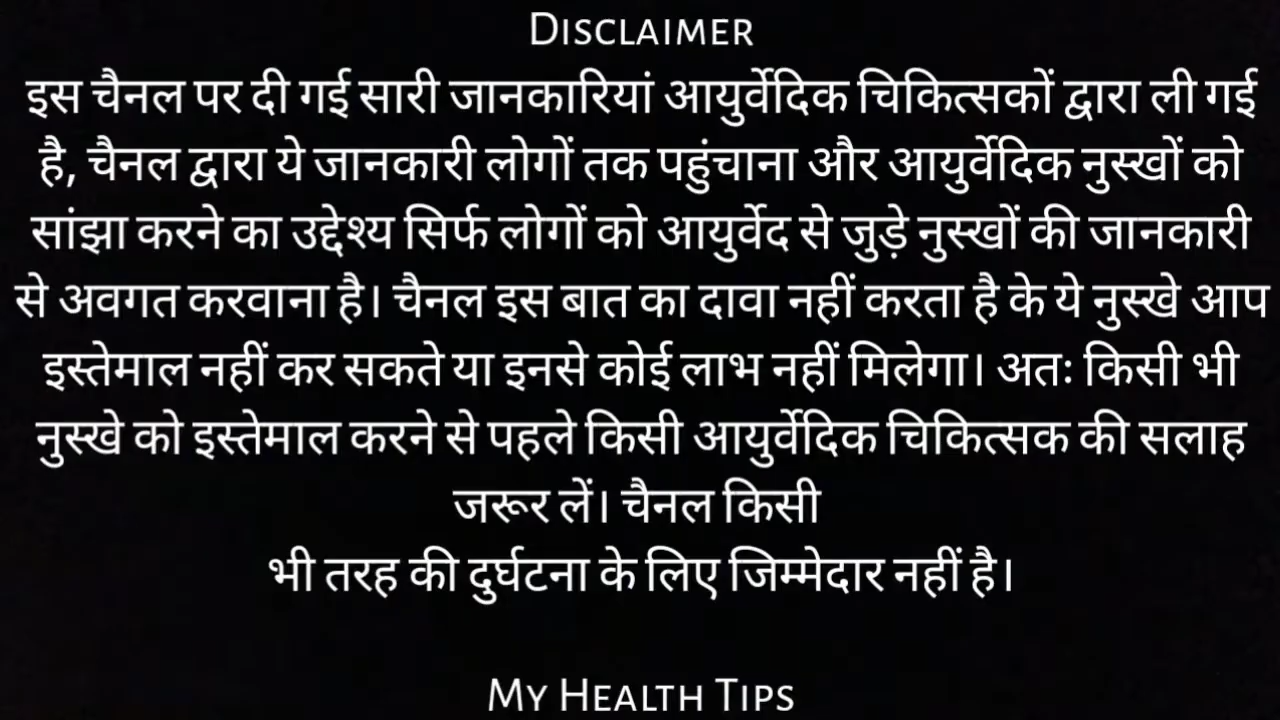 Disclaimer
इस चैनल पर दी गई सारी जानकारियां आयुर्वेदिक चिकित्सकों द्वारा ली गई
है, चैनल द्वारा ये जानकारी लोगों तक पहुंचाना और आयुर्वेदिक नुस्खों को
सांझा करने का उद्देश्य सिर्फ लोगों को आयुर्वेद से जुड़े नुस्खों की जानकारी
से अवगत करवाना है। चैनल इस बात का दावा नहीं करता है के ये नुस्खे आप
इस्तेमाल नहीं कर सकते या इनसे कोई लाभ नहीं मिलेगा। अतः किसी भी
नुस्खे को इस्तेमाल करने से पहले किसी आयुर्वेदिक चिकित्सक की सलाह
जरूर लें। चैनल किसी
भी तरह की दुर्घटना के लिए जिम्मेदार नहीं है।
My Health Tips